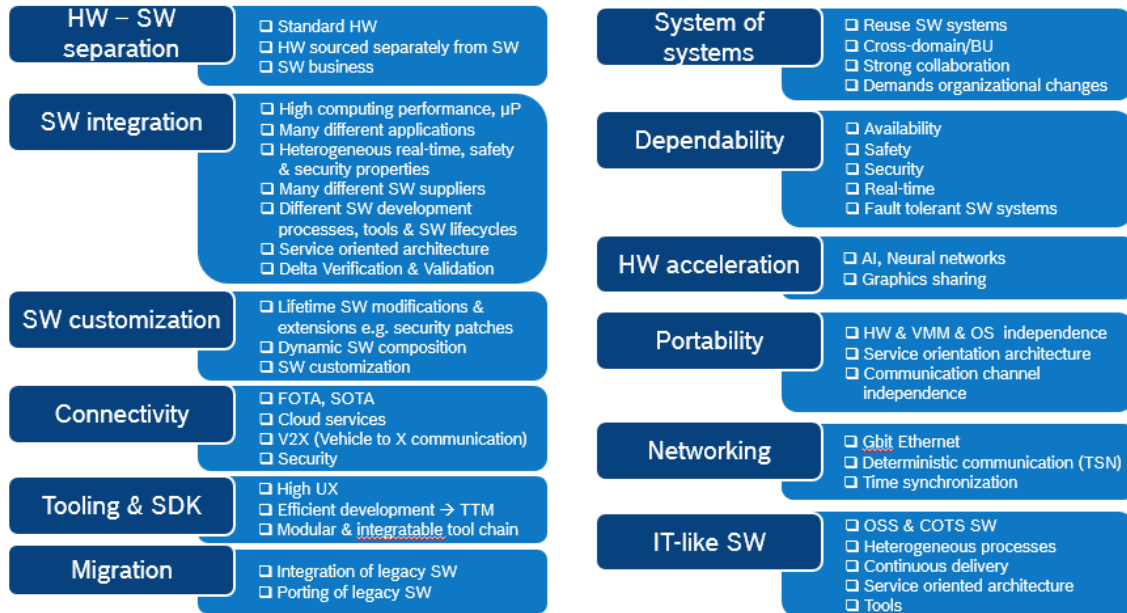 HW – SW
separation
❑ Standard HW
❑ HW sourced separately from SW
❑ SW business
SW integration
❑ High computing performance, µP
❑ Many different applications
❑ Heterogeneous real-time, safety
& security properties
❑ Many different SW suppliers
❑ Different SW development
processes, tools & SW lifecycles
❑ Service oriented architecture
❑ Delta Verification & Validation
SW customization
❑ Lifetime SW modifications &
extensions e.g. security patches
❑ Dynamic SW composition
❑ SW customization
Connectivity
❑ FOTA, SOTA
❑ Cloud services
❑ V2X (Vehicle to X communication)
❑ Security
Tooling & SDK
❑ High UX
❑ Efficient development → TTM
❑ Modular & integratable tool chain
Migration
❑ Integration of legacy SW
❑ Porting of legacy SW
System of
systems
❑ Reuse SW systems
❑ Cross-domain/BU
❑ Strong collaboration
❑ Demands organizational changes
Dependability
❑ Availability
❑ Safety
❑ Security
❑ Real-time
❑ Fault tolerant SW systems
HW acceleration
❑ AI, Neural networks
❑ Graphics sharing
Portability
❑ HW & VMM & OS independence
❑ Service orientation architecture
❑ Communication channel
independence
Networking
❑ Gbit Ethernet
❑ Deterministic communication (TSN)
❑ Time synchronization
IT-like SW
❑ OSS & COTS SW
❑ Heterogeneous processes
❑ Continuous delivery
❑ Service oriented architecture
❑ Tools